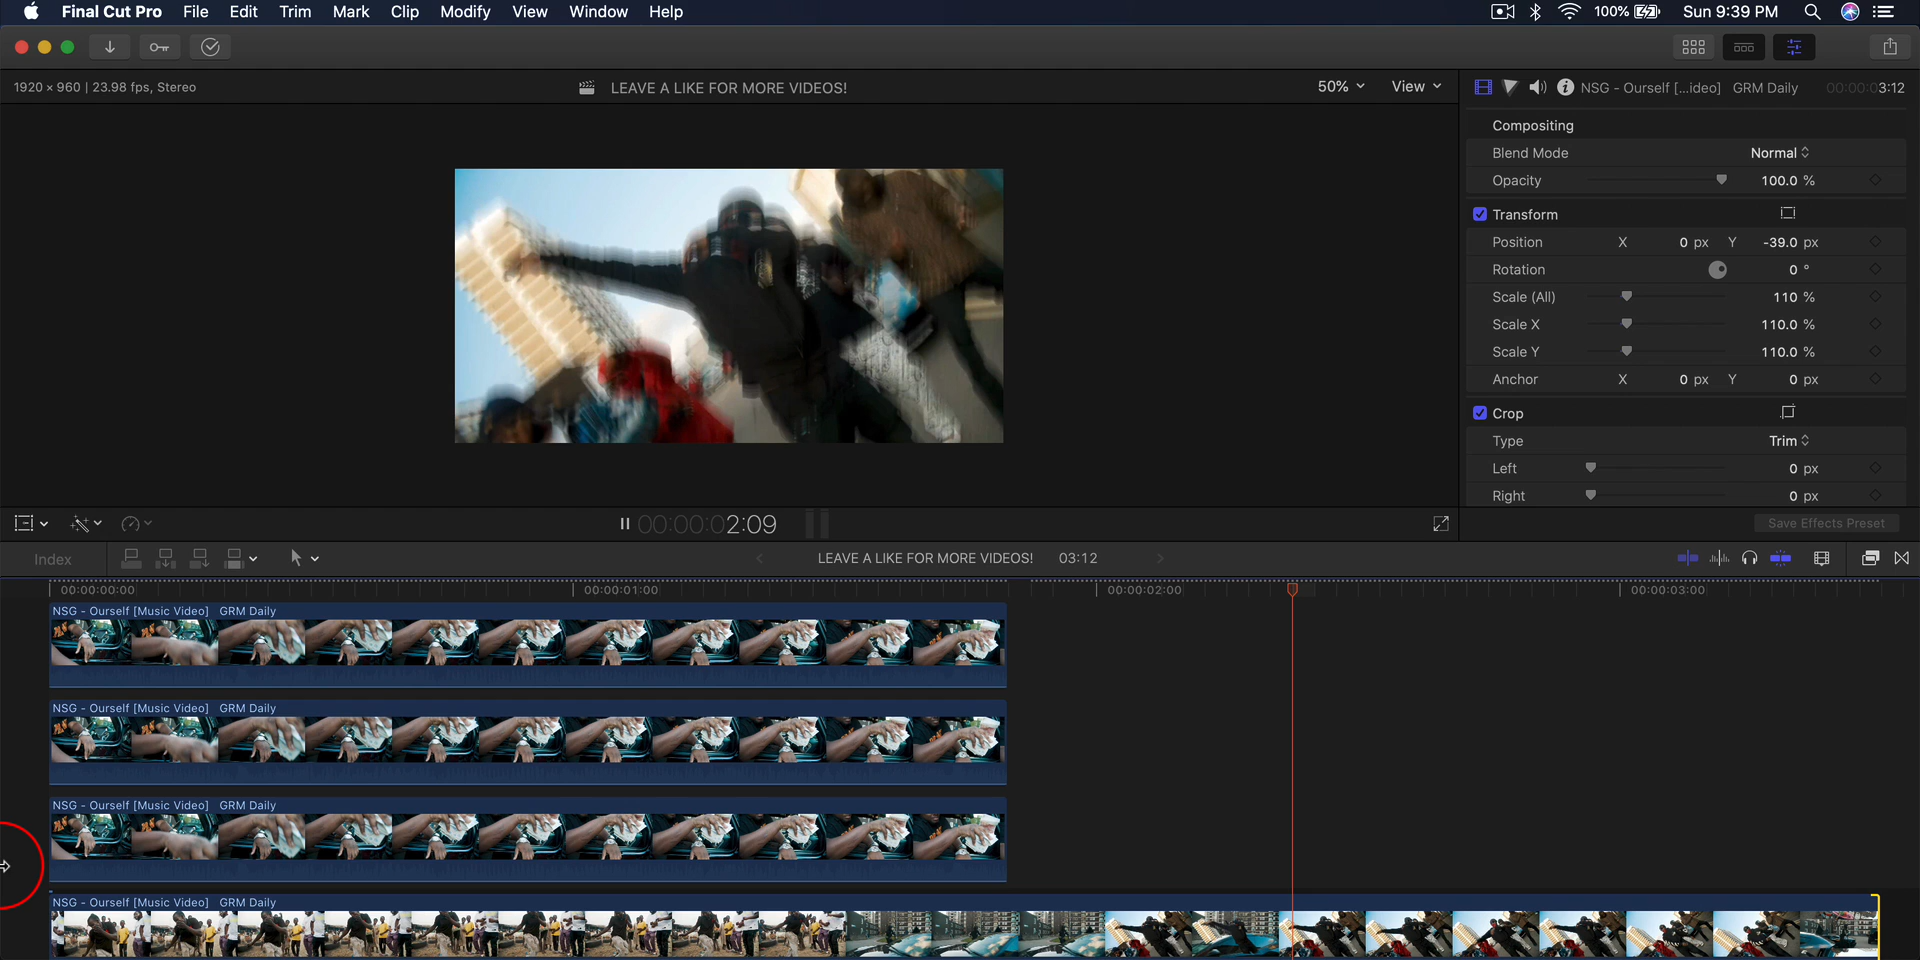 Final Cut Pro File Edit Trim Mark Clip Modify View Window Help 100% Sun 9:39 PM
1920 × 960 | 23.98 fps, Stereo LEAVE A LIKE FOR MORE VIDEOS! 50% View NSG - Ourself [...ideo] GRM Daily 00:00:03:12
Compositing
Blend Mode Normal
Opacity 100.0 %
Transform
Position X 0 px Y -39.0 px
Rotation 0 °
Scale (All) 110 %
Scale X 110.0 %
Scale Y 110.0 %
Anchor X 0 px Y 0 px
Crop
Type Trim
Left 0 px
Right 0 px
00:00:02:09 Save Effects Preset
Index LEAVE A LIKE FOR MORE VIDEOS! 03:12
00:00:00:00 00:00:01:00 00:00:02:00 00:00:03:00
NSG - Ourself [Music Video] GRM Daily
NSG - Ourself [Music Video] GRM Daily
NSG - Ourself [Music Video] GRM Daily
NSG - Ourself [Music Video] GRM Daily